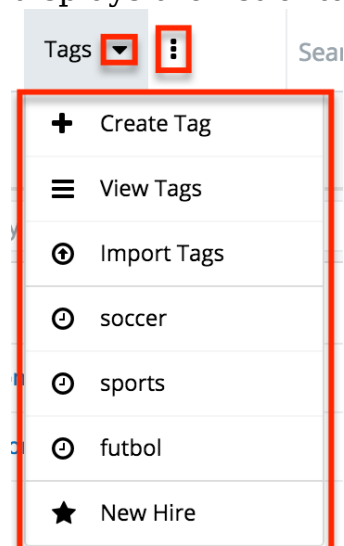 Tags
Create Tag
View Tags
Import Tags
soccer
sports
futbol
New Hire